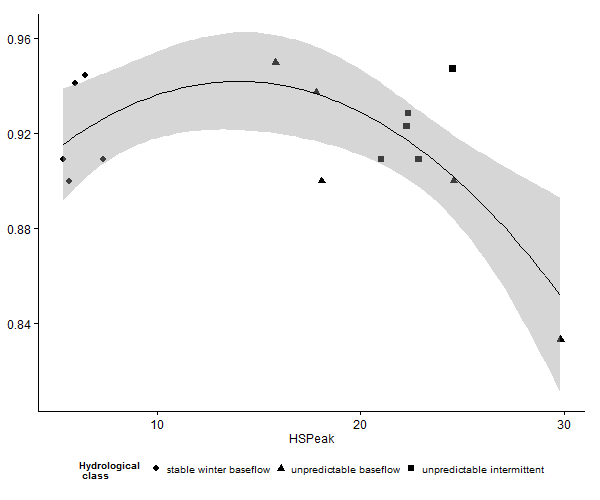 0.96
0.92
0.88
0.84
10
20
30
HSPeak
Hydrological
class
stable winter baseflow
unpredictable baseflow
unpredictable intermittent